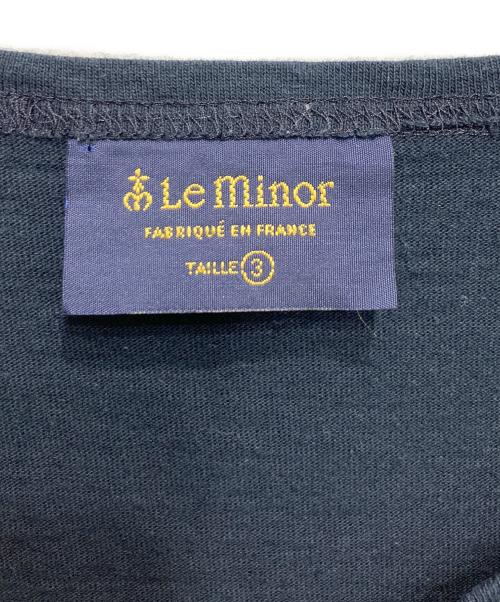 Le minor
FABRIQUÉ EN FRANCE
TAILLE 3